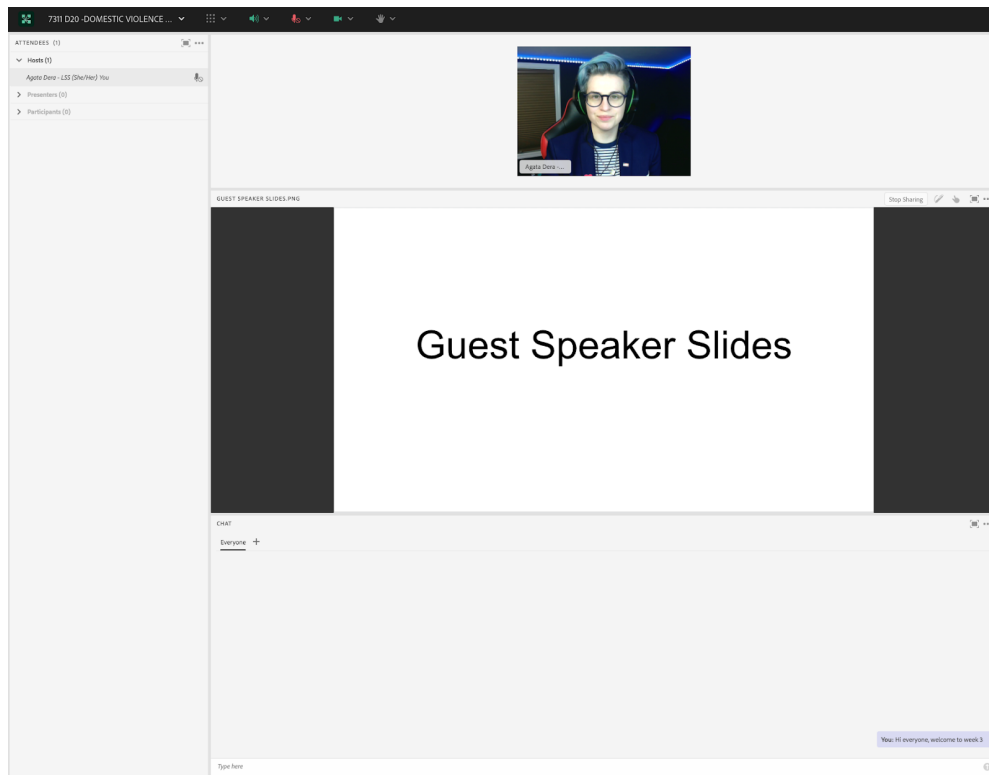 7311 D20 -DOMESTIC VIOLENCE ...
ATTENDEES (1)
Hosts (1)
Agata Dera - LSS (She/Her) You
Presenters (0)
Participants (0)
Agata Dera -...
GUEST SPEAKER SLIDES.PNG
Stop Sharing
Guest Speaker Slides
CHAT
Everyone
You: Hi everyone, welcome to week 3
Type here